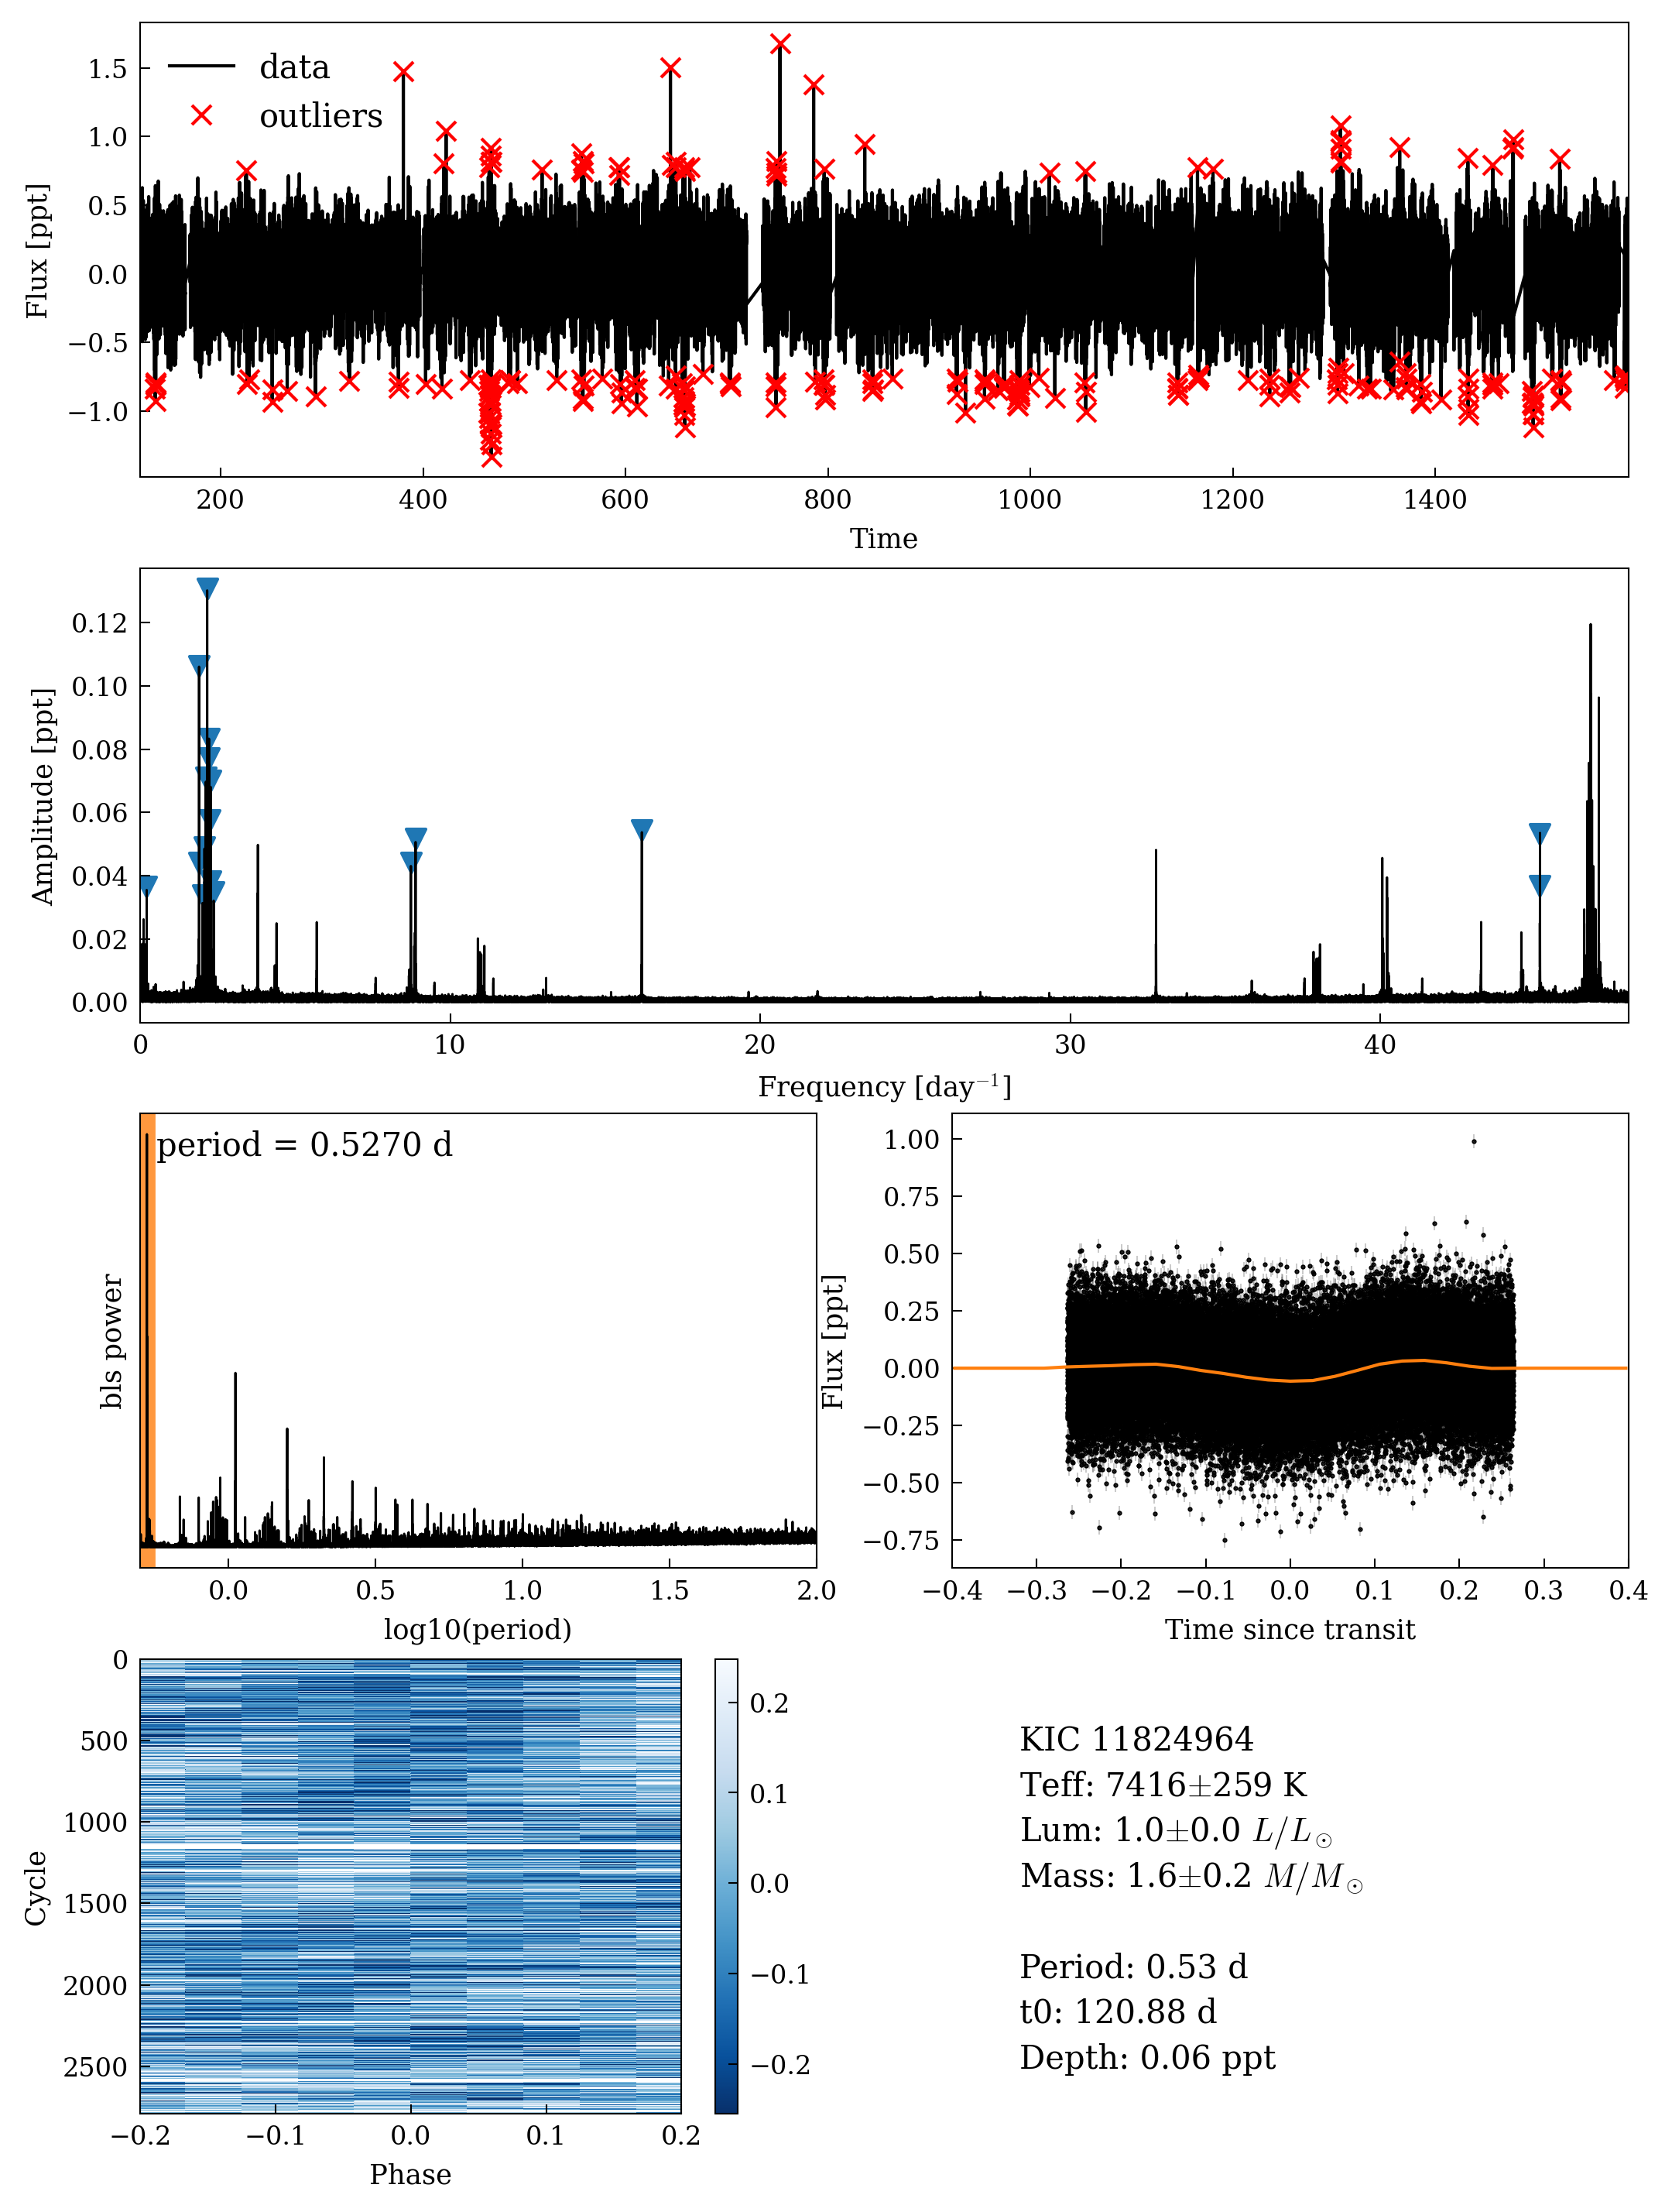 data
outliers
1.5
1.0
0.5
0.0
−0.5
−1.0
Flux [ppt]
200 400 600 800 1000 1200 1400
Time
0.12
0.10
0.08
0.06
0.04
0.02
0.00
Amplitude [ppt]
0 10 20 30 40
Frequency [day⁻¹]
period = 0.5270 d
bls power
0.0 0.5 1.0 1.5 2.0
log10(period)
1.00
0.75
0.50
0.25
0.00
−0.25
−0.50
−0.75
Flux [ppt]
−0.4 −0.3 −0.2 −0.1 0.0 0.1 0.2 0.3 0.4
Time since transit
0
500
1000
1500
2000
2500
Cycle
−0.2 −0.1 0.0 0.1 0.2
Phase
0.2
0.1
0.0
−0.1
−0.2
KIC 11824964
Teff: 7416±259 K
Lum: 1.0±0.0 L/L☉
Mass: 1.6±0.2 M/M☉
Period: 0.53 d
t0: 120.88 d
Depth: 0.06 ppt